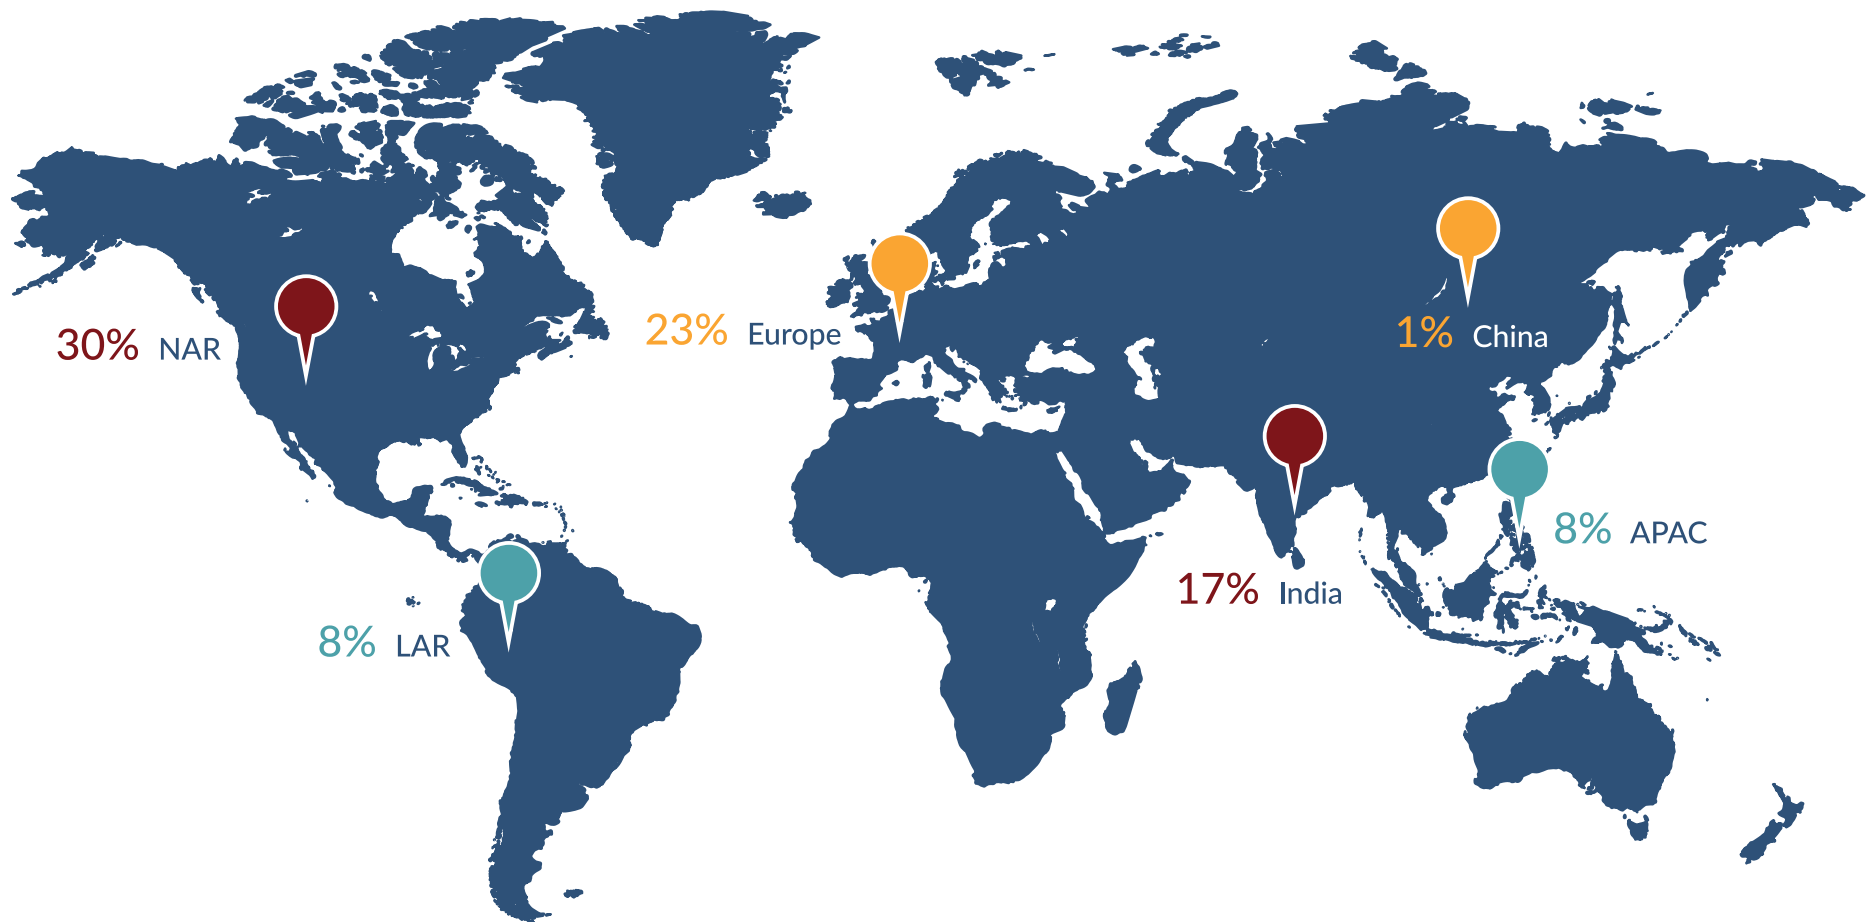 30% NAR
23% Europe
1% China
8% APAC
17% India
8% LAR